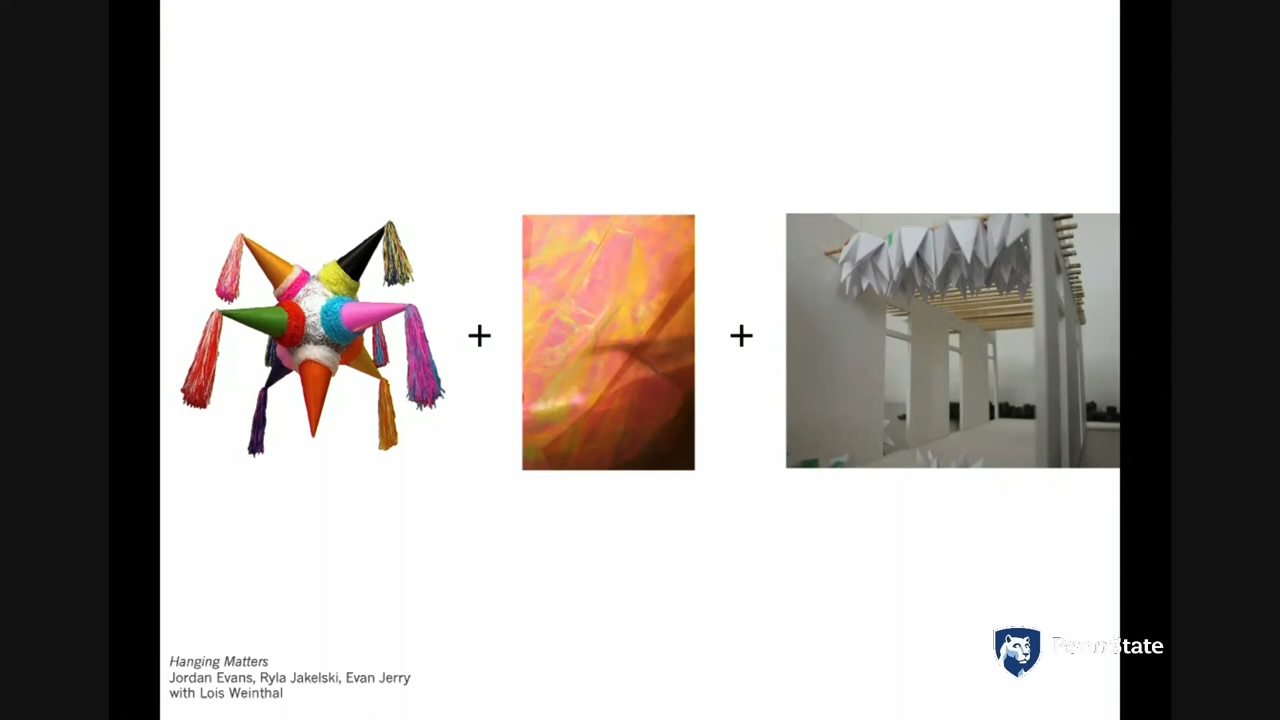 +
+
Hanging Matters
Jordan Evans, Ryla Jakelski, Evan Jerry
with Lois Weinthal
PennState